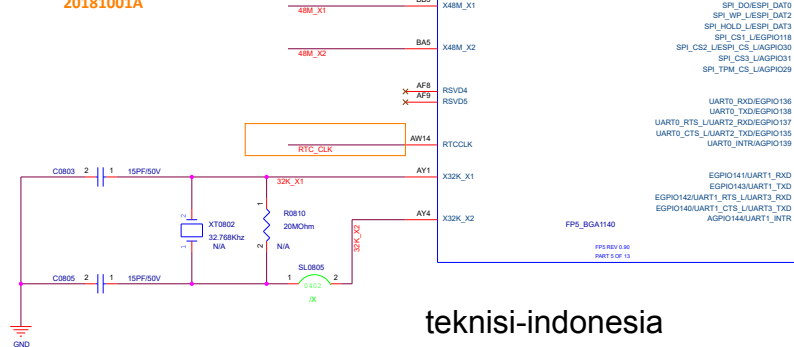 20181001A
48M_X1
BB3
X48M_X1
48M_X2
BA5
X48M_X2
AF8
RSVD4
AF9
RSVD5
RTC_CLK
AW14
RTCCLK
C0803 2 1 15PF/50V
32K_X1
AY1
X32K_X1
2
XT0802
32.768Khz
1 N/A
1
R0810
20MOhm
2 N/A
32K_X2
AY4
X32K_X2
C0805 2 1 15PF/50V
SL0805
1 2
0402
/X
GND
SPI_DO/ESPI_DAT0
SPI_WP_L/ESPI_DAT2
SPI_HOLD_L/ESPI_DAT3
SPI_CS1_L/EGPIO118
SPI_CS2_L/ESPI_CS_L/AGPIO30
SPI_CS3_L/AGPIO31
SPI_TPM_CS_L/AGPIO29
UART0_RXD/EGPIO136
UART0_TXD/EGPIO138
UART0_RTS_L/UART2_RXD/EGPIO137
UART0_CTS_L/UART2_TXD/EGPIO135
UART0_INTR/AGPIO139
EGPIO141/UART1_RXD
EGPIO143/UART1_TXD
EGPIO142/UART1_RTS_L/UART3_RXD
EGPIO140/UART1_CTS_L/UART3_TXD
AGPIO144/UART1_INTR
FP5_BGA1140
FP5 REV 0.90
PART 5 OF 13
teknisi-indonesia